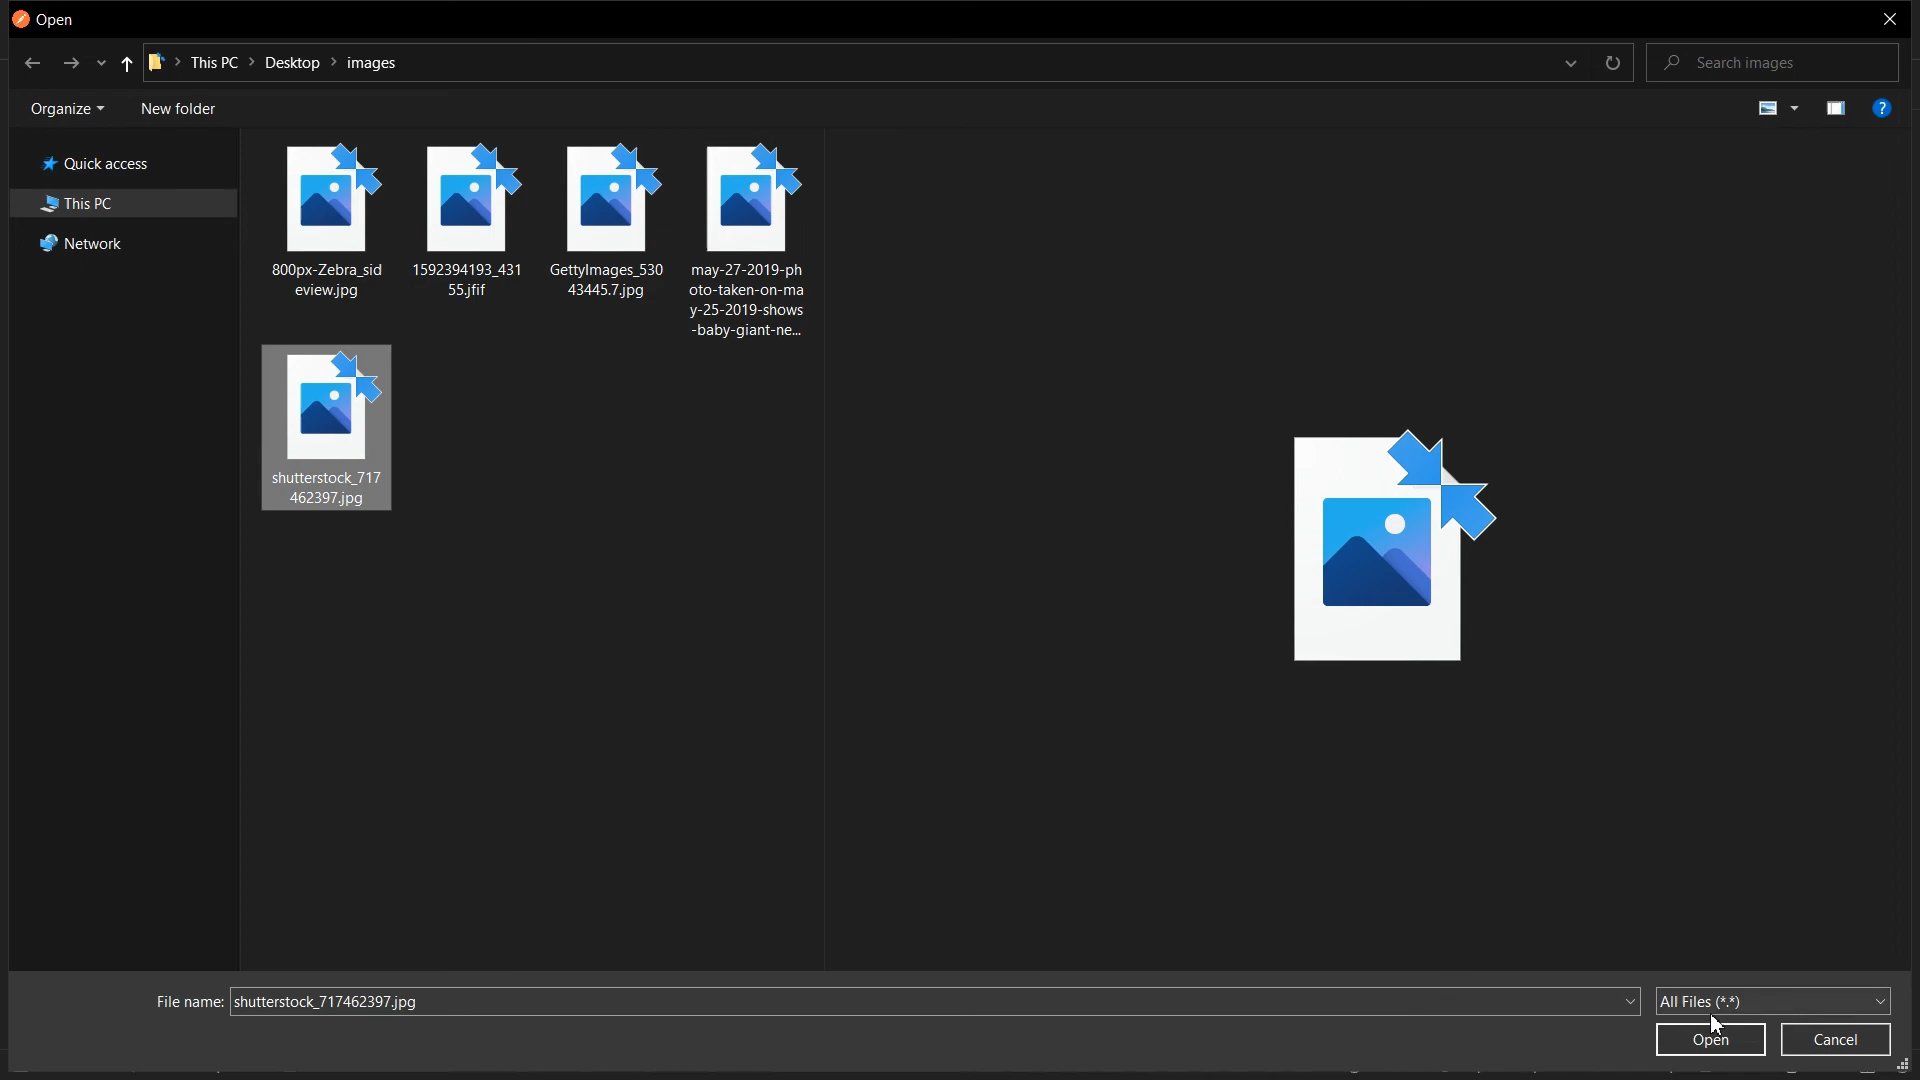 Open
This PC > Desktop > images
Search images
Organize
New folder
?
Quick access
This PC
Network
800px-Zebra_sid
eview.jpg
1592394193_431
55.jfif
GettyImages_530
43445.7.jpg
may-27-2019-ph
oto-taken-on-ma
y-25-2019-shows
-baby-giant-ne...
shutterstock_717
462397.jpg
File name: shutterstock_717462397.jpg
All Files (*.*)
Open
Cancel